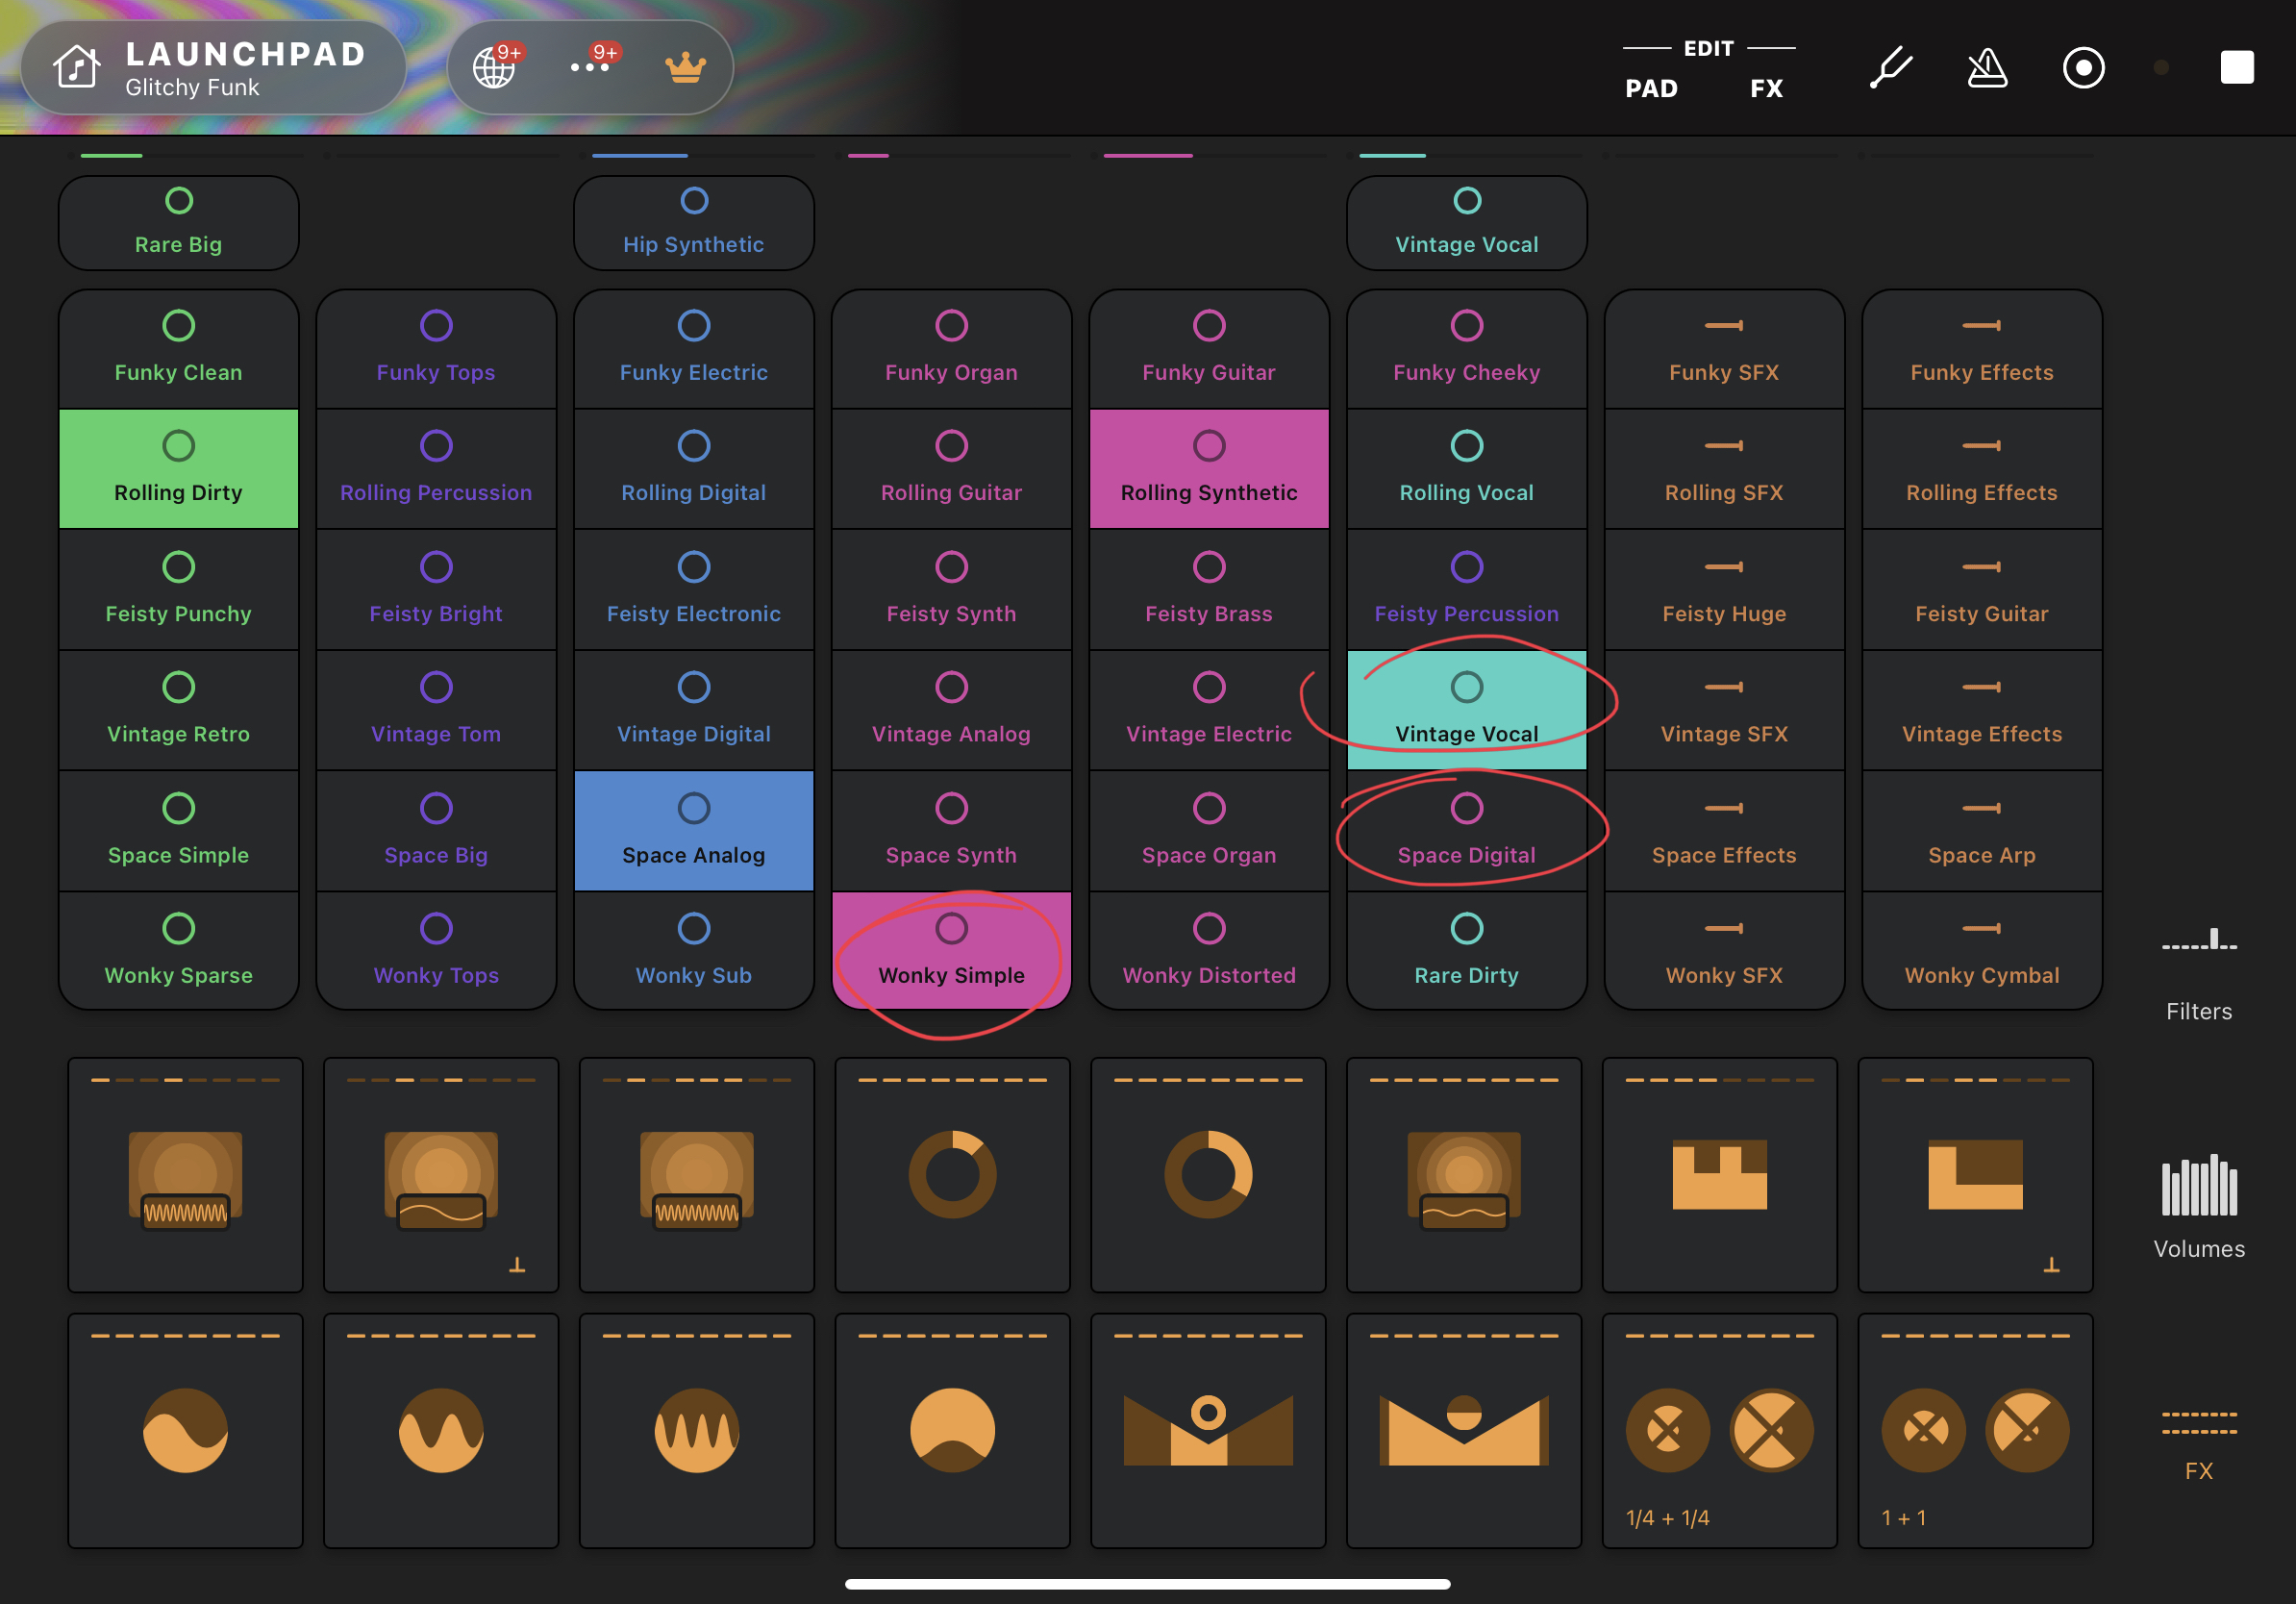 LAUNCHPAD
Glitchy Funk
9+
9+
EDIT
PAD FX
Rare Big Hip Synthetic Vintage Vocal
Funky Clean Funky Tops Funky Electric Funky Organ Funky Guitar Funky Cheeky Funky SFX Funky Effects
Rolling Dirty Rolling Percussion Rolling Digital Rolling Guitar Rolling Synthetic Rolling Vocal Rolling SFX Rolling Effects
Feisty Punchy Feisty Bright Feisty Electronic Feisty Synth Feisty Brass Feisty Percussion Feisty Huge Feisty Guitar
Vintage Retro Vintage Tom Vintage Digital Vintage Analog Vintage Electric Vintage Vocal Vintage SFX Vintage Effects
Space Simple Space Big Space Analog Space Synth Space Organ Space Digital Space Effects Space Arp
Wonky Sparse Wonky Tops Wonky Sub Wonky Simple Wonky Distorted Rare Dirty Wonky SFX Wonky Cymbal
Filters
Volumes
FX
1/4 + 1/4 1 + 1